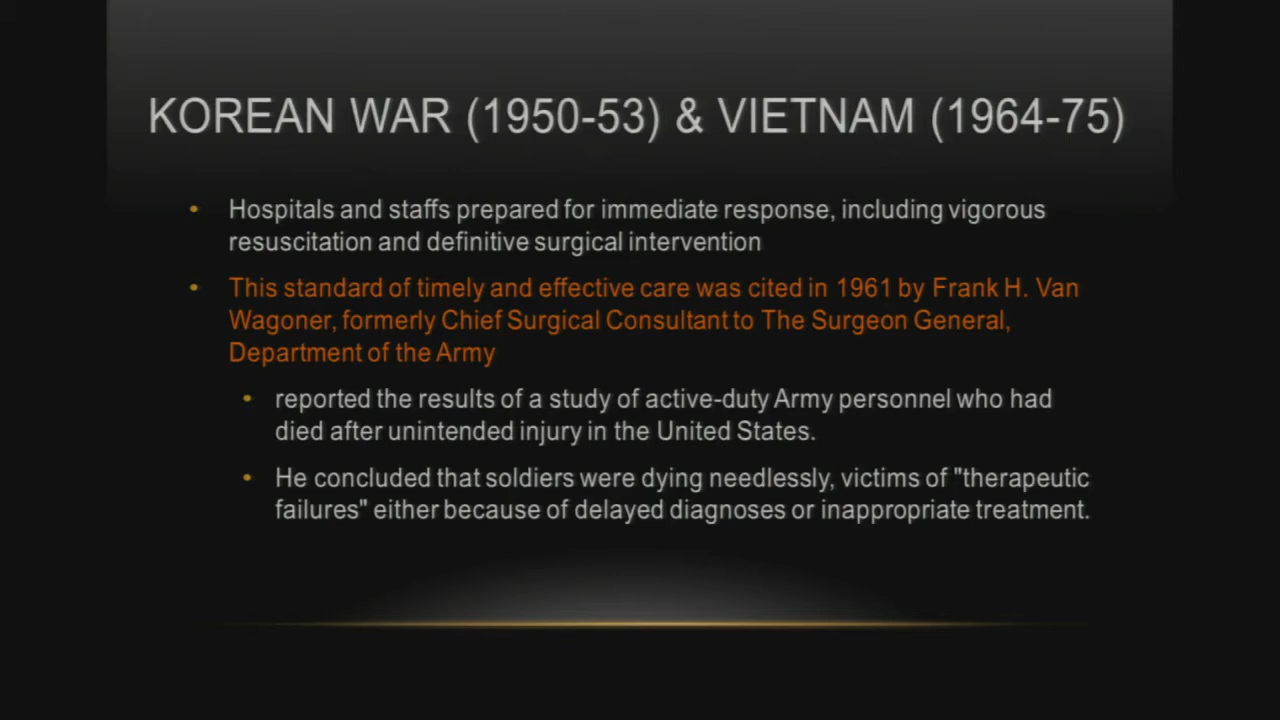 KOREAN WAR (1950-53) & VIETNAM (1964-75)
• Hospitals and staffs prepared for immediate response, including vigorous
resuscitation and definitive surgical intervention
• This standard of timely and effective care was cited in 1961 by Frank H. Van
Wagoner, formerly Chief Surgical Consultant to The Surgeon General,
Department of the Army
• reported the results of a study of active-duty Army personnel who had
died after unintended injury in the United States.
• He concluded that soldiers were dying needlessly, victims of "therapeutic
failures" either because of delayed diagnoses or inappropriate treatment.